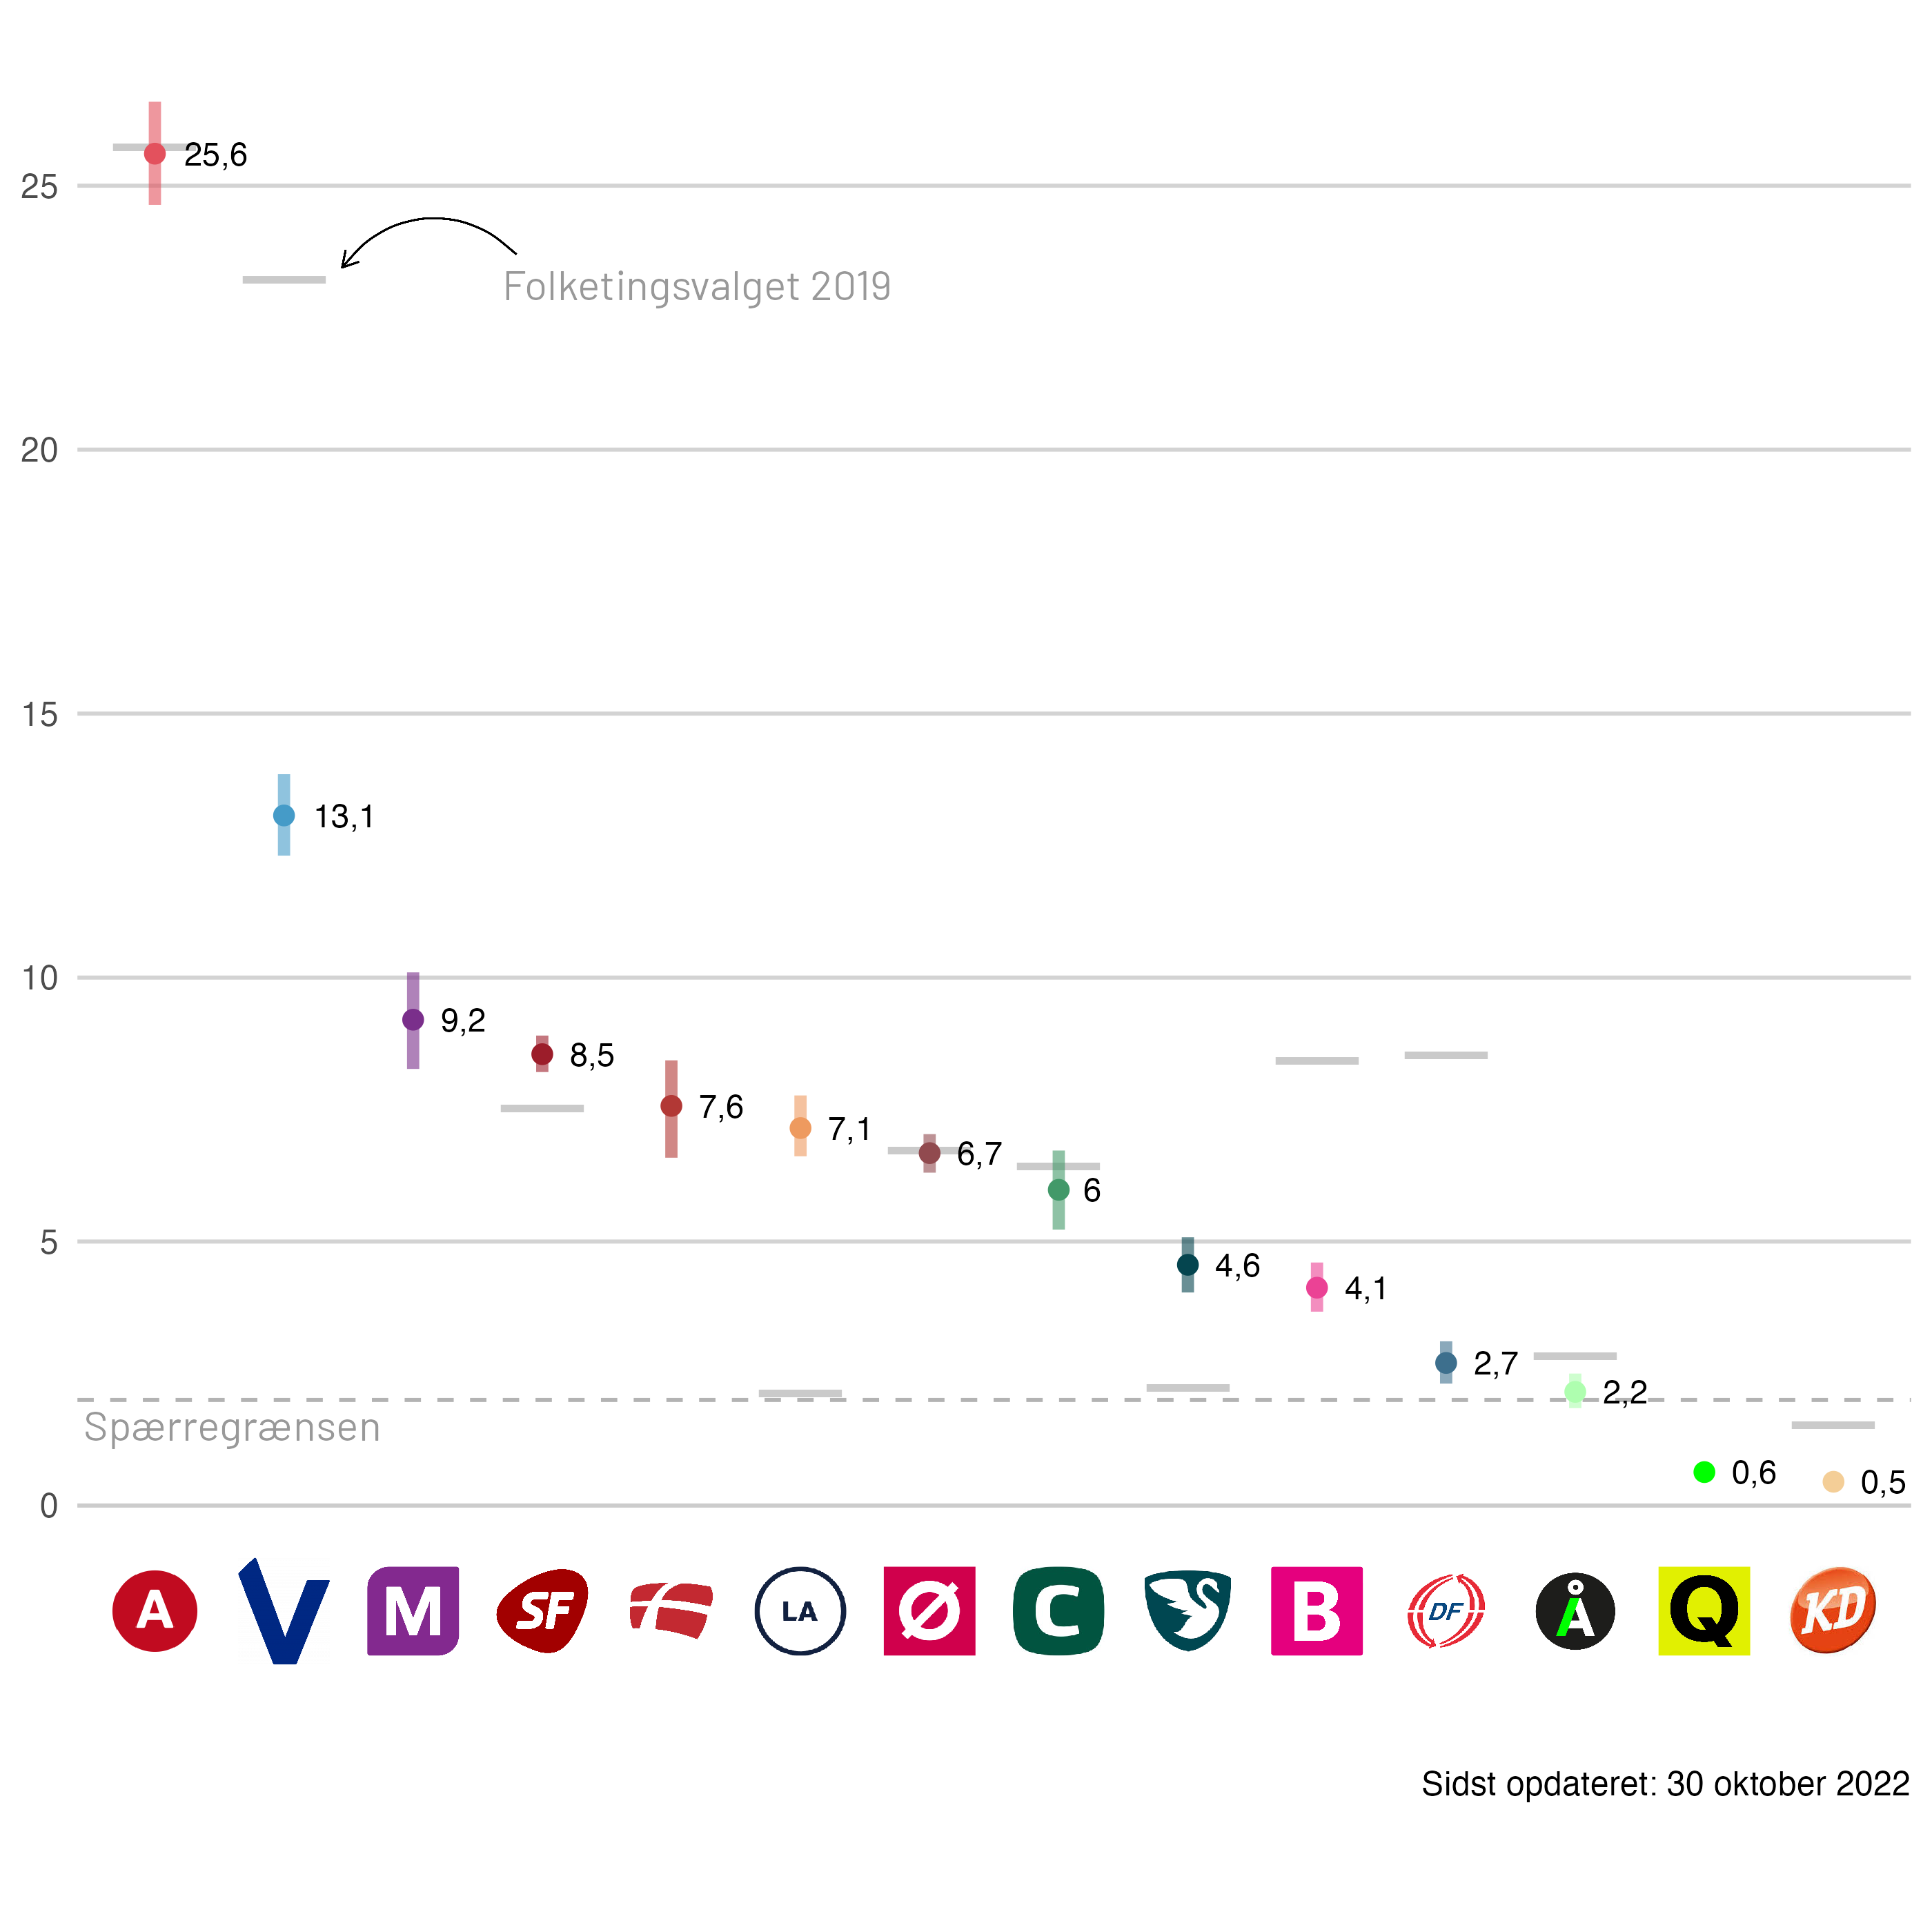 25,6
25
Folketingsvalget 2019
20
15
13,1
10
9,2
8,5
7,6
7,1
6,7
6
5
4,6
4,1
2,7
2,2
Spærregrænsen
0,6
0,5
0
A
V
M
SF
LA
Ø
C
B
DF
Å
Q
KD
Sidst opdateret: 30 oktober 2022